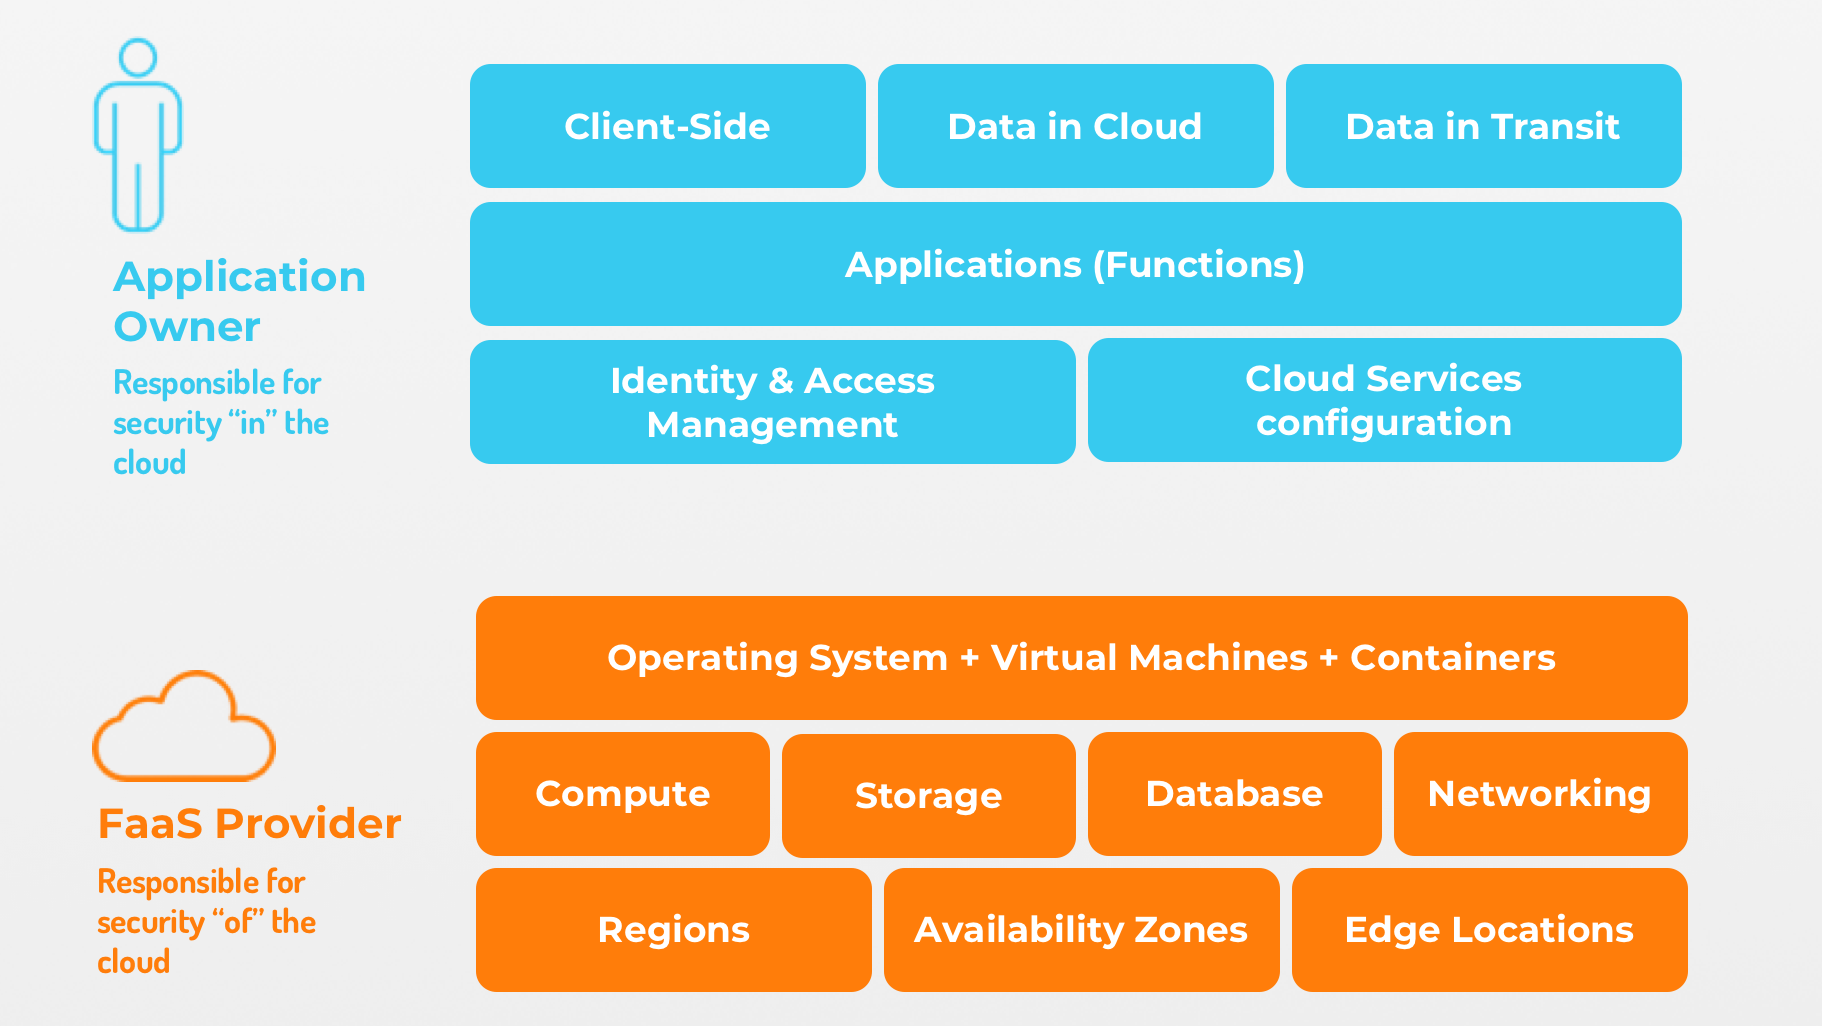 Client-Side
Data in Cloud
Data in Transit
Applications (Functions)
Identity & Access
Management
Cloud Services
configuration
Application
Owner
Responsible for
security “in” the
cloud
Operating System + Virtual Machines + Containers
Compute
Storage
Database
Networking
Regions
Availability Zones
Edge Locations
FaaS Provider
Responsible for
security “of” the
cloud